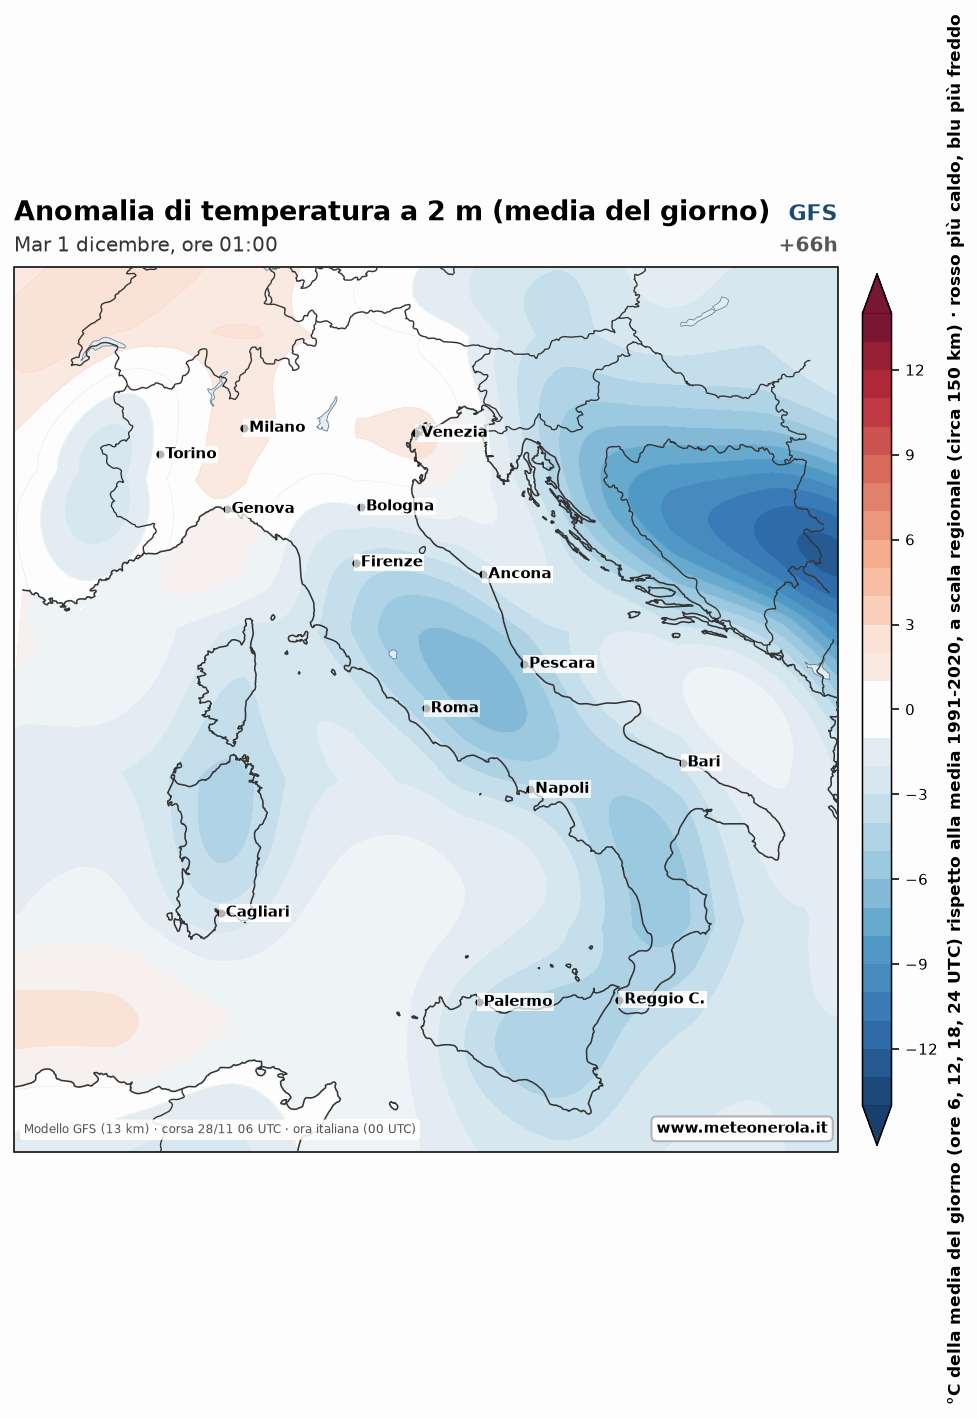 Anomalia di temperatura a 2 m (media del giorno) GFS
Mar 1 dicembre, ore 01:00 +66h
Milano
Venezia
Torino
Genova
Bologna
Firenze
Ancona
Pescara
Roma
Bari
Napoli
Cagliari
Palermo
Reggio C.
Modello GFS (13 km) · corsa 28/11 06 UTC · ora italiana (00 UTC)
www.meteonerola.it
12
9
6
3
0
−3
−6
−9
−12
°C della media del giorno (ore 6, 12, 18, 24 UTC) rispetto alla media 1991-2020, a scala regionale (circa 150 km) · rosso più caldo, blu più freddo